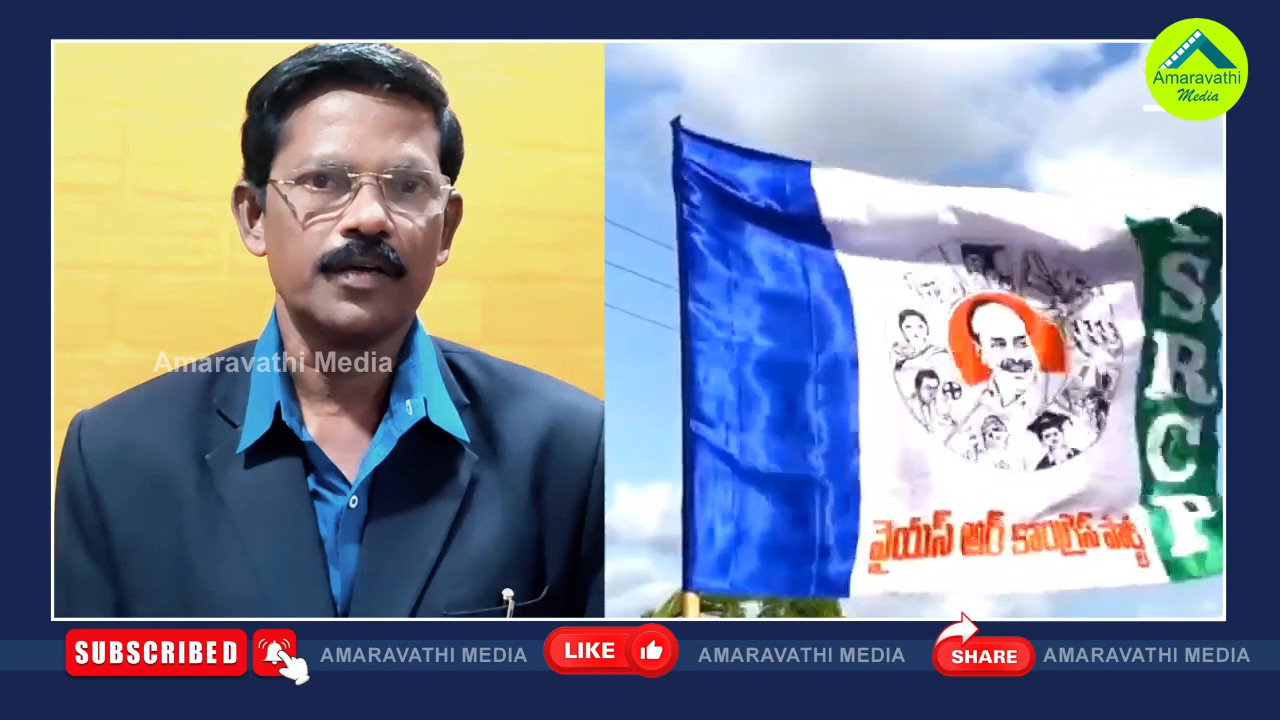 Amaravathi
Media
Amaravathi Media
SRCP
వైయస్ ఆర్ కాంగ్రెస్ పార్టీ
SUBSCRIBED
AMARAVATHI MEDIA
LIKE
AMARAVATHI MEDIA
SHARE
AMARAVATHI MEDIA